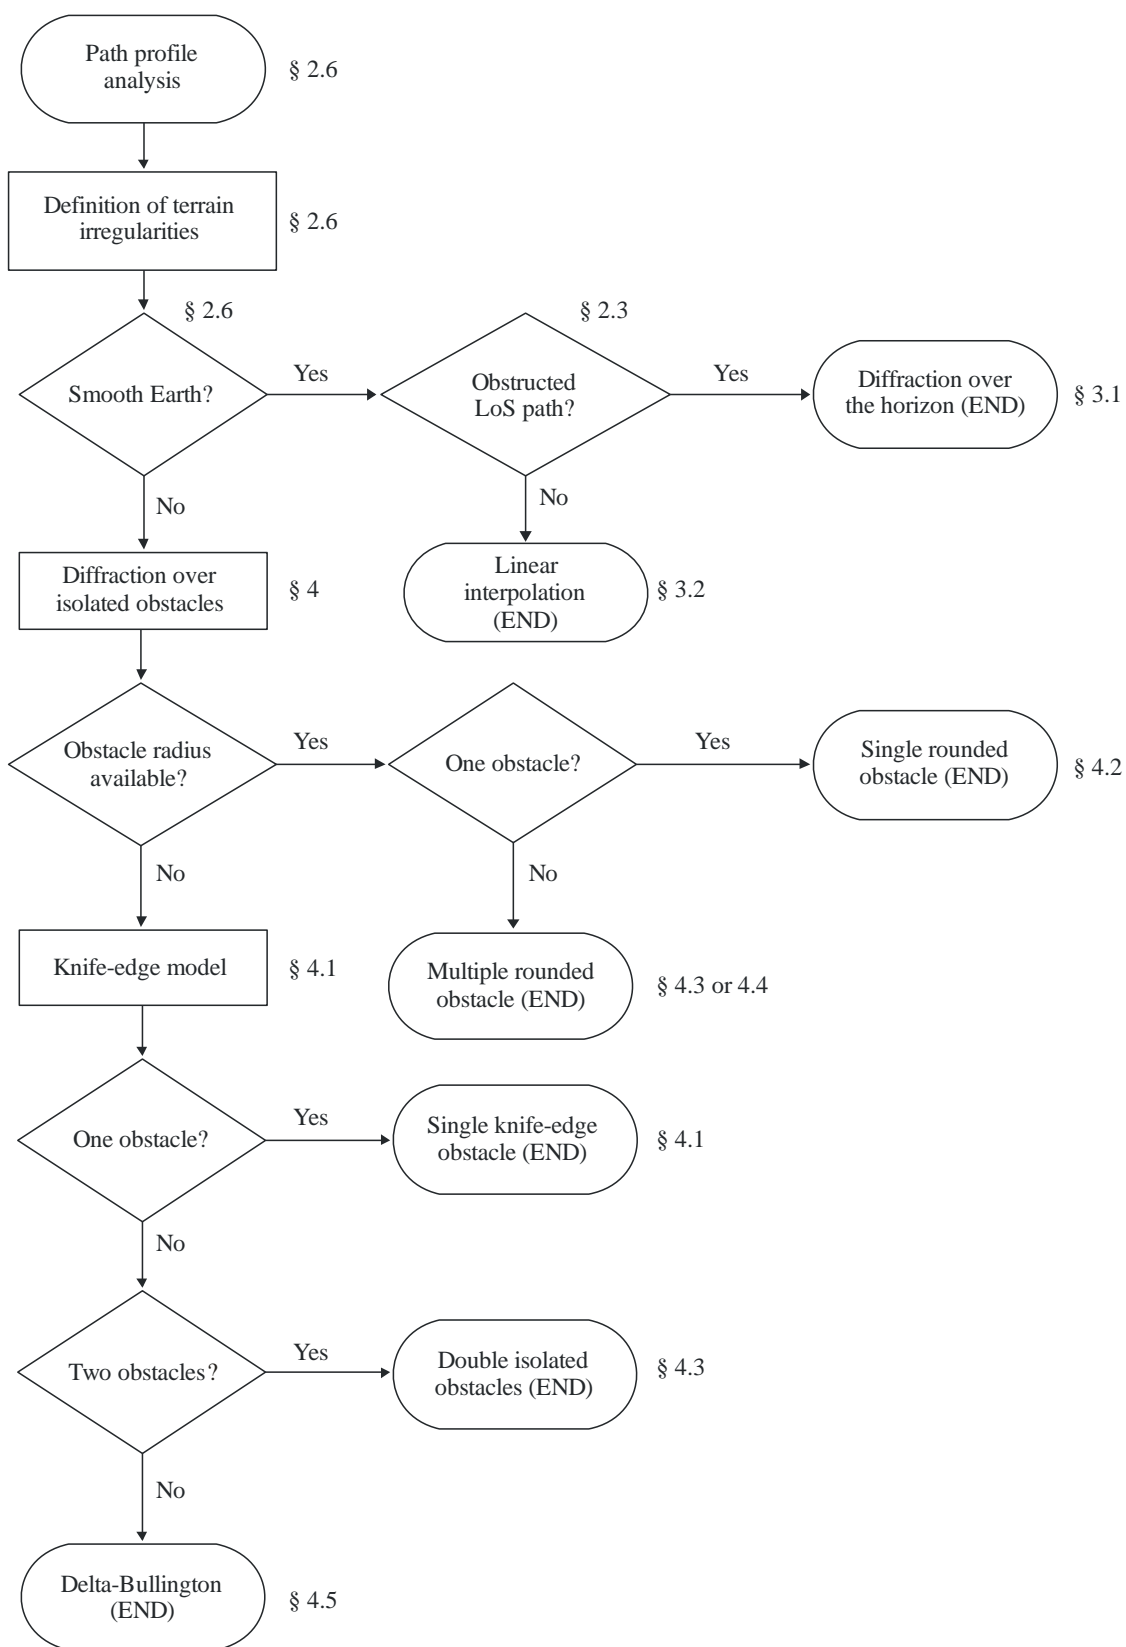 Path profile
analysis
§ 2.6
Definition of terrain
irregularities
§ 2.6
§ 2.6
§ 2.3
Smooth Earth?
Yes
Obstructed
LoS path?
Yes
Diffraction over
the horizon (END)
§ 3.1
No
No
Diffraction over
isolated obstacles
§ 4
Linear
interpolation
(END)
§ 3.2
Obstacle radius
available?
Yes
One obstacle?
Yes
Single rounded
obstacle (END)
§ 4.2
No
No
Knife-edge model
§ 4.1
Multiple rounded
obstacle (END)
§ 4.3 or 4.4
One obstacle?
Yes
Single knife-edge
obstacle (END)
§ 4.1
No
Two obstacles?
Yes
Double isolated
obstacles (END)
§ 4.3
No
Delta-Bullington
(END)
§ 4.5